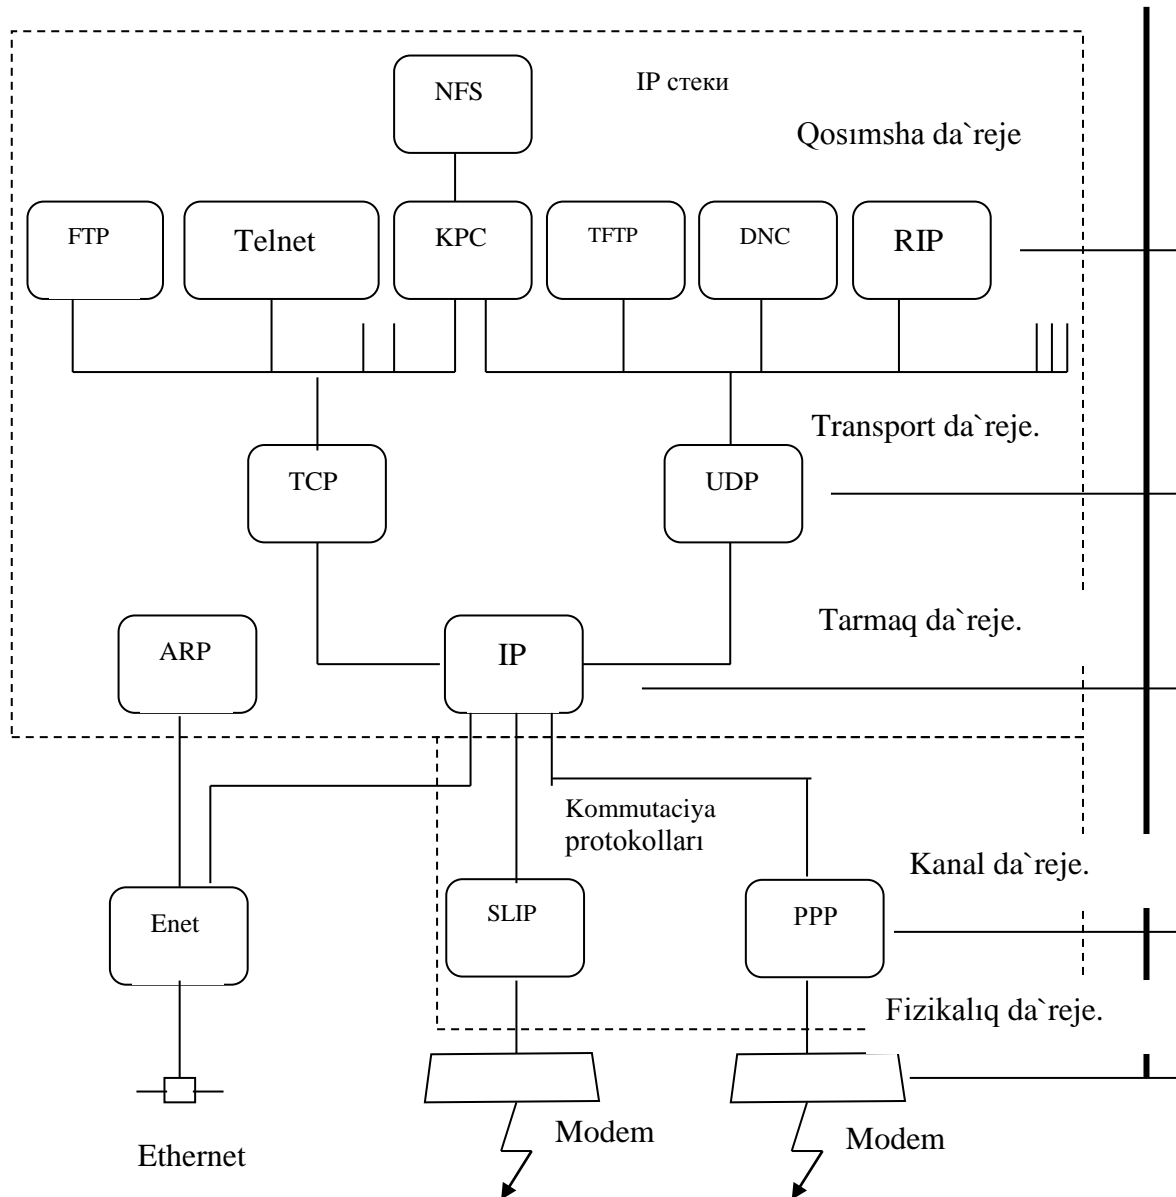 NFS
IP стеки
Qosımsha da`reje
FTP
Telnet
KPC
TFTP
DNC
RIP
Transport da`reje.
TCP
UDP
Tarmaq da`reje.
ARP
IP
Kommutaciya
protokolları
Kanal da`reje.
Enet
SLIP
PPP
Fizikalıq da`reje.
Modem
Modem
Ethernet